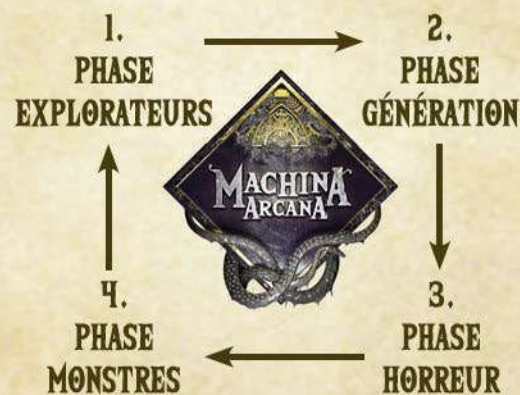 1.
PHASE
EXPLORATEURS
2.
PHASE
GÉNÉRATION
MACHINA
ARCANA
3.
PHASE
HORREUR
4.
PHASE
MONSTRES